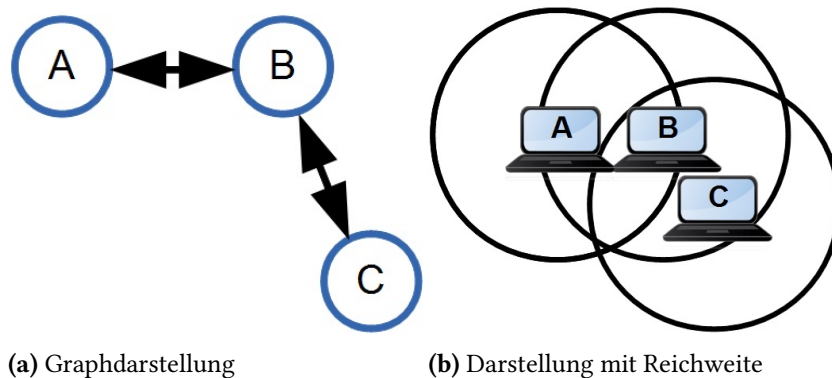 A B
C
A B
C
(a) Graphdarstellung
(b) Darstellung mit Reichweite